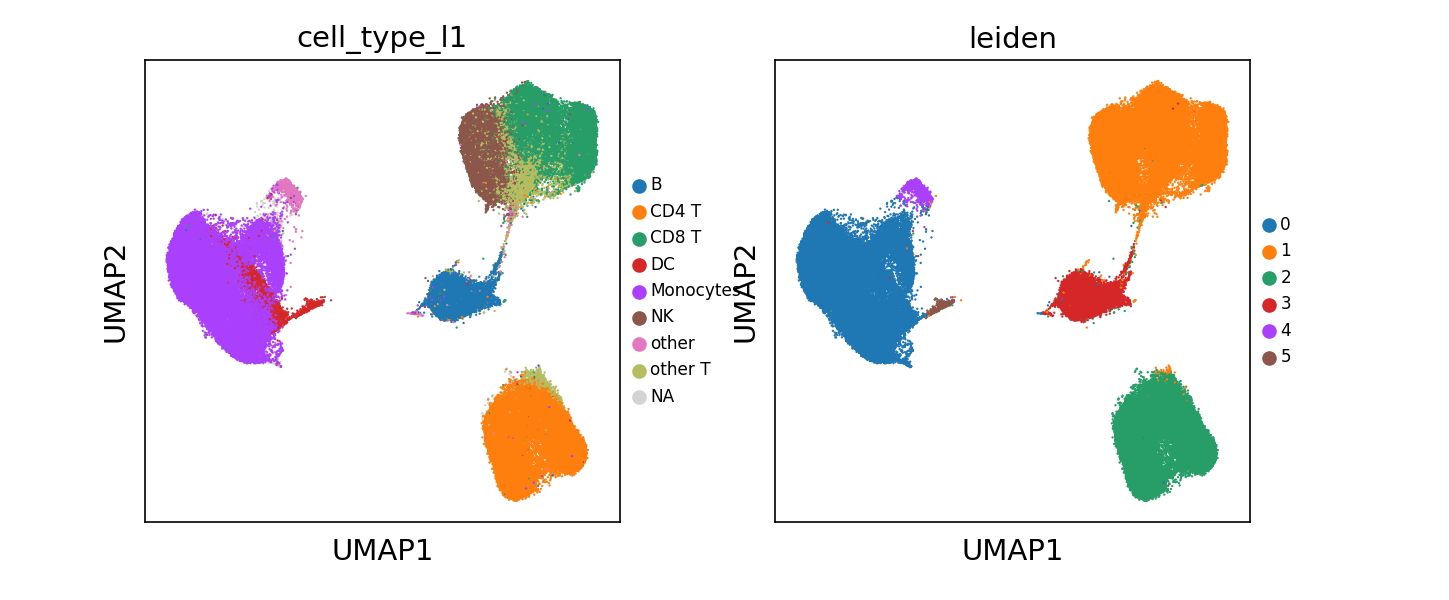 cell_type_l1
UMAP2
UMAP1
B
CD4 T
CD8 T
DC
Monocytes
NK
other
other T
NA
leiden
UMAP2
UMAP1
0
1
2
3
4
5